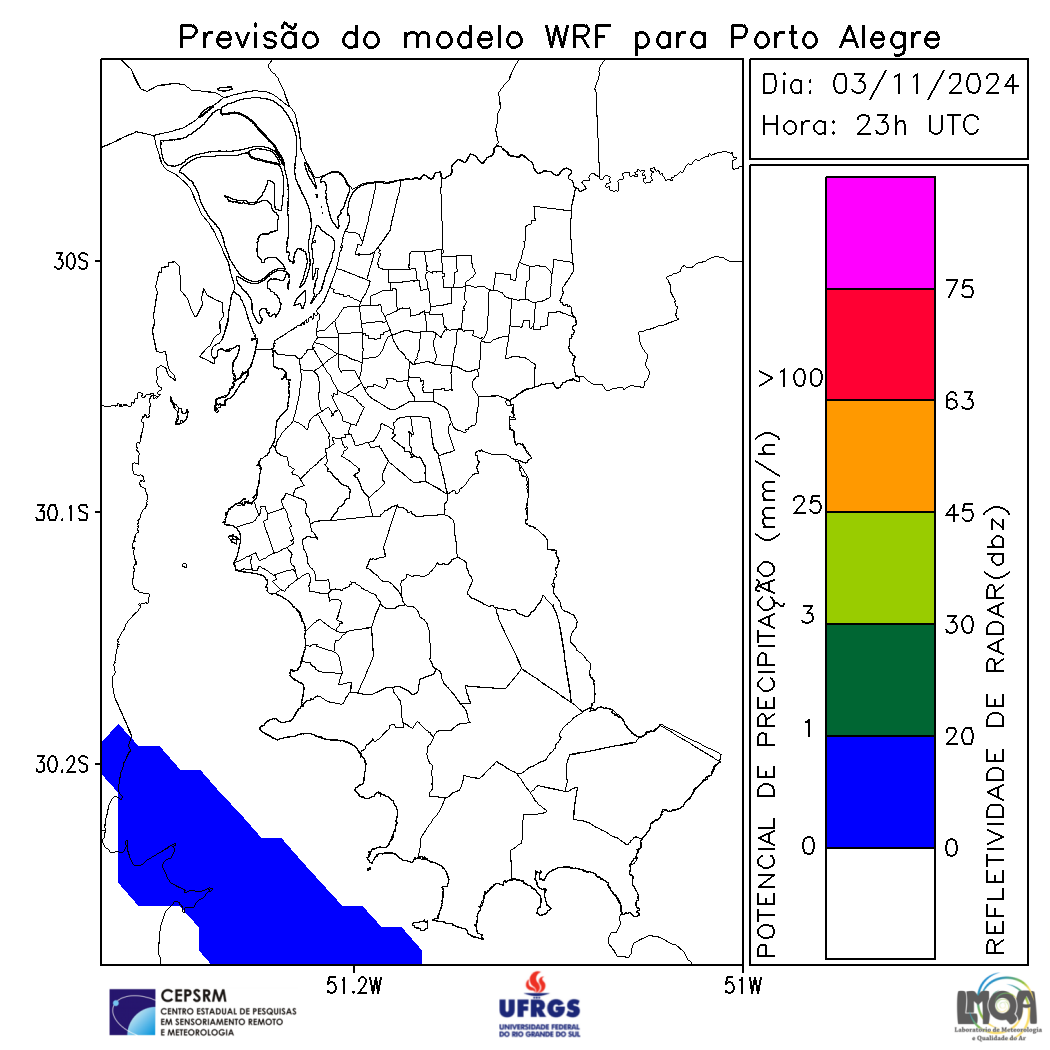 Previsão do modelo WRF para Porto Alegre
Dia: 03/11/2024
Hora: 23h UTC
30S
30.1S
30.2S
51.2W
51W
POTENCIAL DE PRECIPITAÇÃO (mm/h)
>100
25
3
1
0
75
63
45
30
20
0
REFLETIVIDADE DE RADAR(dbz)
CEPSRM
CENTRO ESTADUAL DE PESQUISAS
EM SENSORIAMENTO REMOTO
E METEOROLOGIA
UFRGS
UNIVERSIDADE FEDERAL
DO RIO GRANDE DO SUL
LMQA
Laboratório de Meteorologia
e Qualidade do Ar